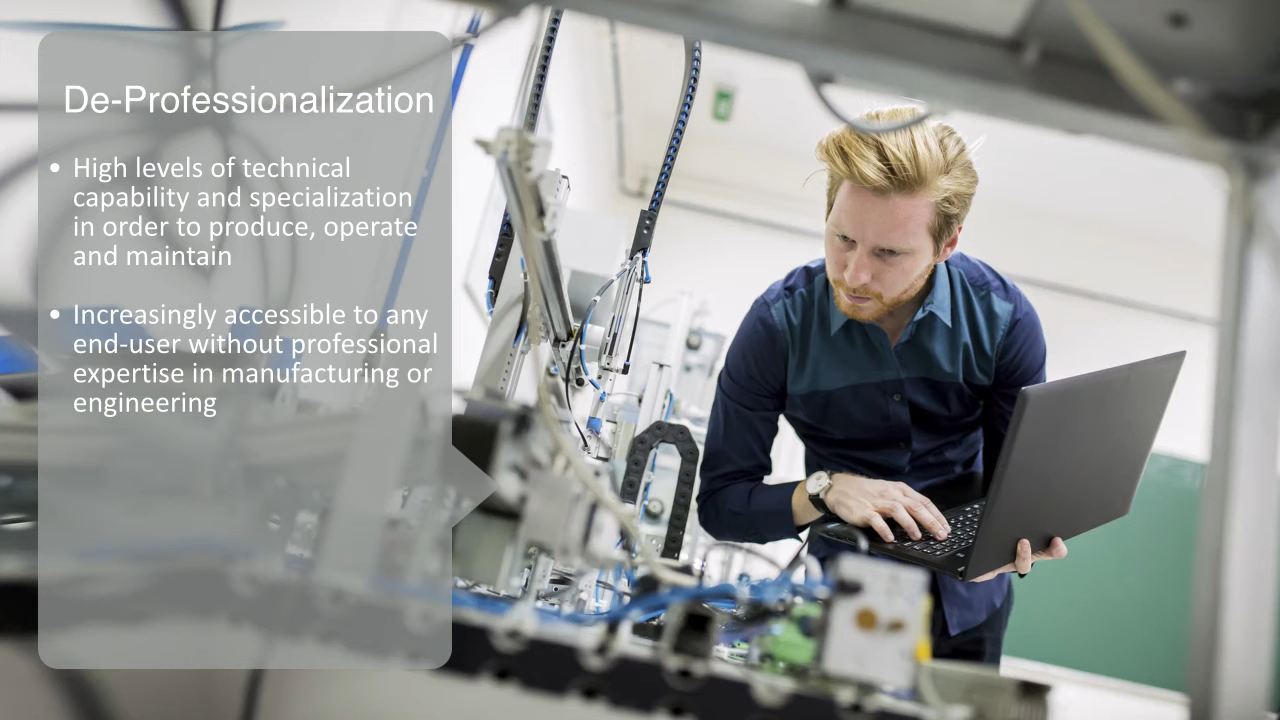 De-Professionalization
• High levels of technical
capability and specialization
in order to produce, operate
and maintain
• Increasingly accessible to any
end-user without professional
expertise in manufacturing or
engineering